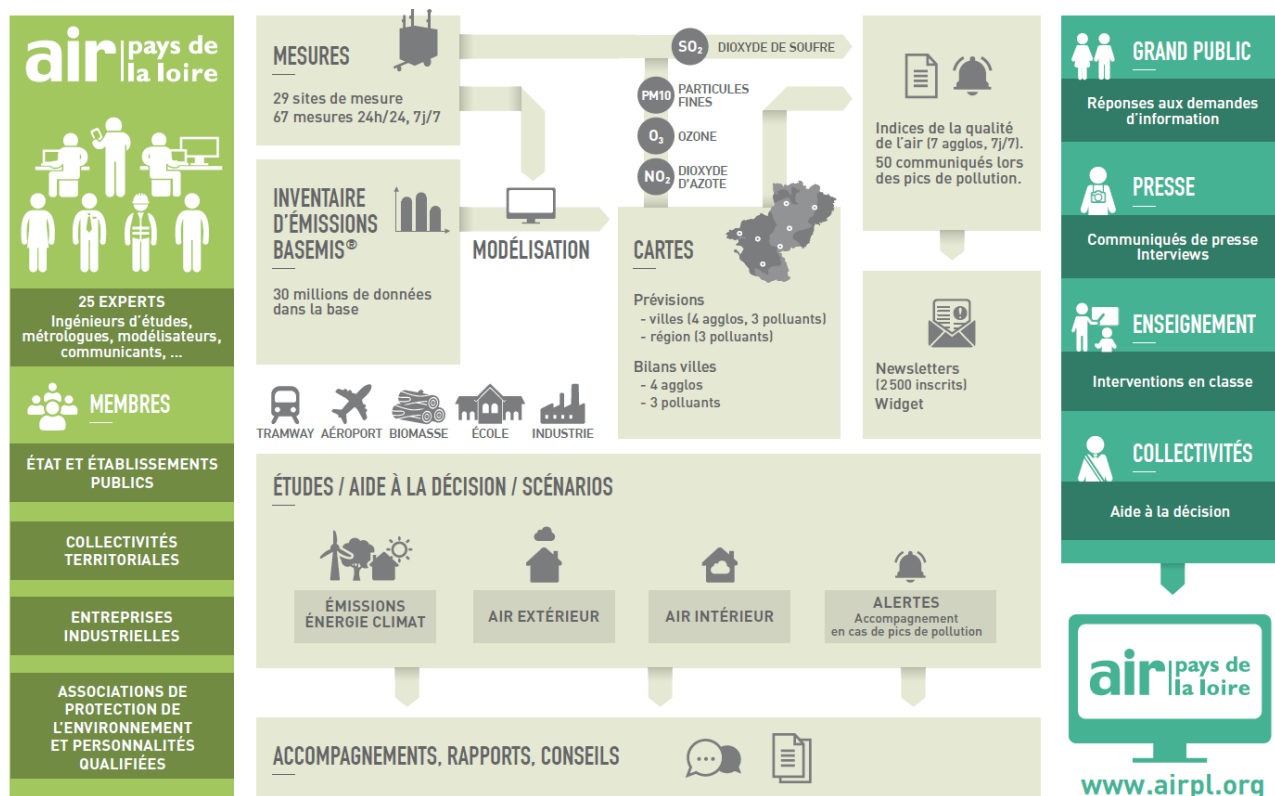 air pays de
la loire
25 EXPERTS
Ingénieurs d'études,
métrologues, modélisateurs,
communicants, ...
MEMBRES
ÉTAT ET ÉTABLISSEMENTS
PUBLICS
COLLECTIVITÉS
TERRITORIALES
ENTREPRISES
INDUSTRIELLES
ASSOCIATIONS DE
PROTECTION DE
L'ENVIRONNEMENT
ET PERSONNALITÉS
QUALIFIÉES
MESURES
29 sites de mesure
67 mesures 24h/24, 7j/7
INVENTAIRE
D'ÉMISSIONS
BASEMIS®
30 millions de données
dans la base
MODÉLISATION
SO₂ DIOXYDE DE SOUFRE
PM10 PARTICULES
FINES
O₃ OZONE
NO₂ DIOXYDE
D'AZOTE
CARTES
Prévisions
- villes (4 agglos, 3 polluants)
- région (3 polluants)
Bilans villes
- 4 agglos
- 3 polluants
Indices de la qualité
de l'air (7 agglos, 7j/7).
50 communiqués lors
des pics de pollution.
Newsletters
(2 500 inscrits)
Widget
TRAMWAY AÉROPORT BIOMASSE ÉCOLE INDUSTRIE
ÉTUDES / AIDE À LA DÉCISION / SCÉNARIOS
ÉMISSIONS
ÉNERGIE CLIMAT
AIR EXTÉRIEUR
AIR INTÉRIEUR
ALERTES
Accompagnement
en cas de pics de pollution
ACCOMPAGNEMENTS, RAPPORTS, CONSEILS
GRAND PUBLIC
Réponses aux demandes
d'information
PRESSE
Communiqués de presse
Interviews
ENSEIGNEMENT
Interventions en classe
COLLECTIVITÉS
Aide à la décision
air pays de
la loire
www.airpl.org